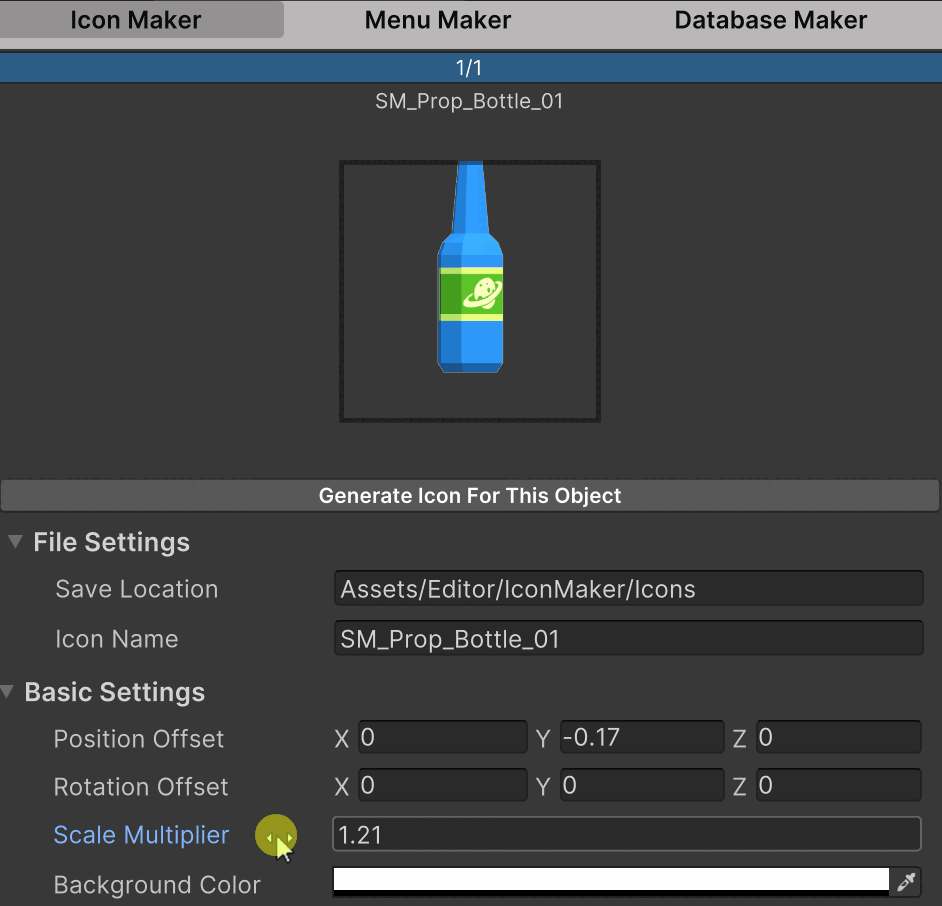 Icon Maker Menu Maker Database Maker
1/1
SM_Prop_Bottle_01
Generate Icon For This Object
File Settings
Save Location Assets/Editor/IconMaker/Icons
Icon Name SM_Prop_Bottle_01
Basic Settings
Position Offset X 0 Y -0.17 Z 0
Rotation Offset X 0 Y 0 Z 0
Scale Multiplier 1.21
Background Color